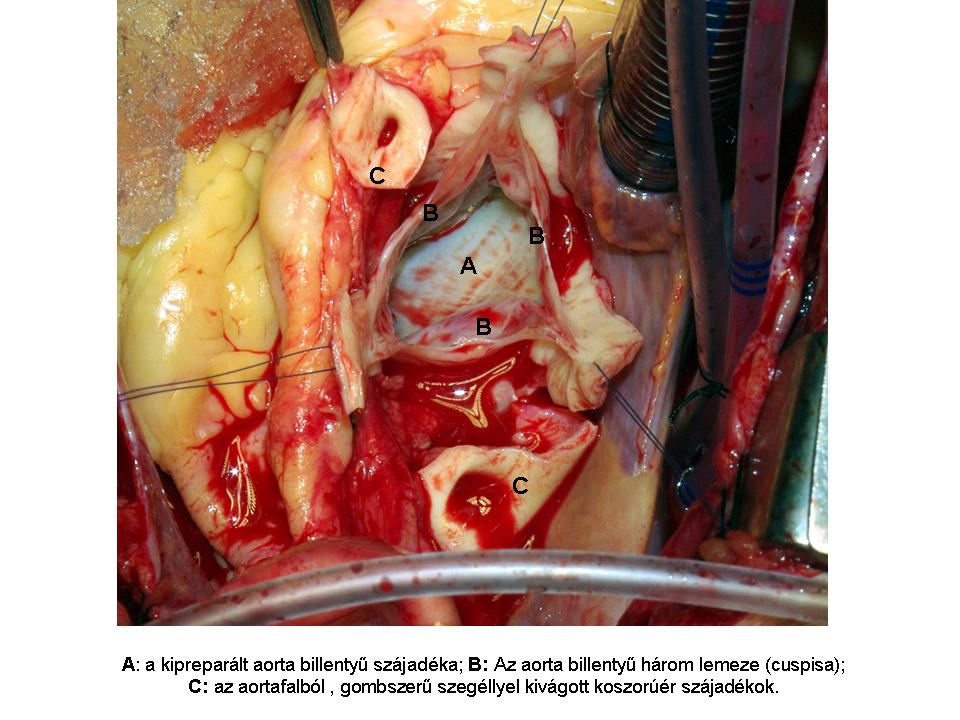 C
B
B
A
B
C
A: a kipreparált aorta billentyű szájadéka; B: Az aorta billentyű három lemeze (cuspisa);
C: az aortafalból , gombszerű szegéllyel kivágott koszorúér szájadékok.